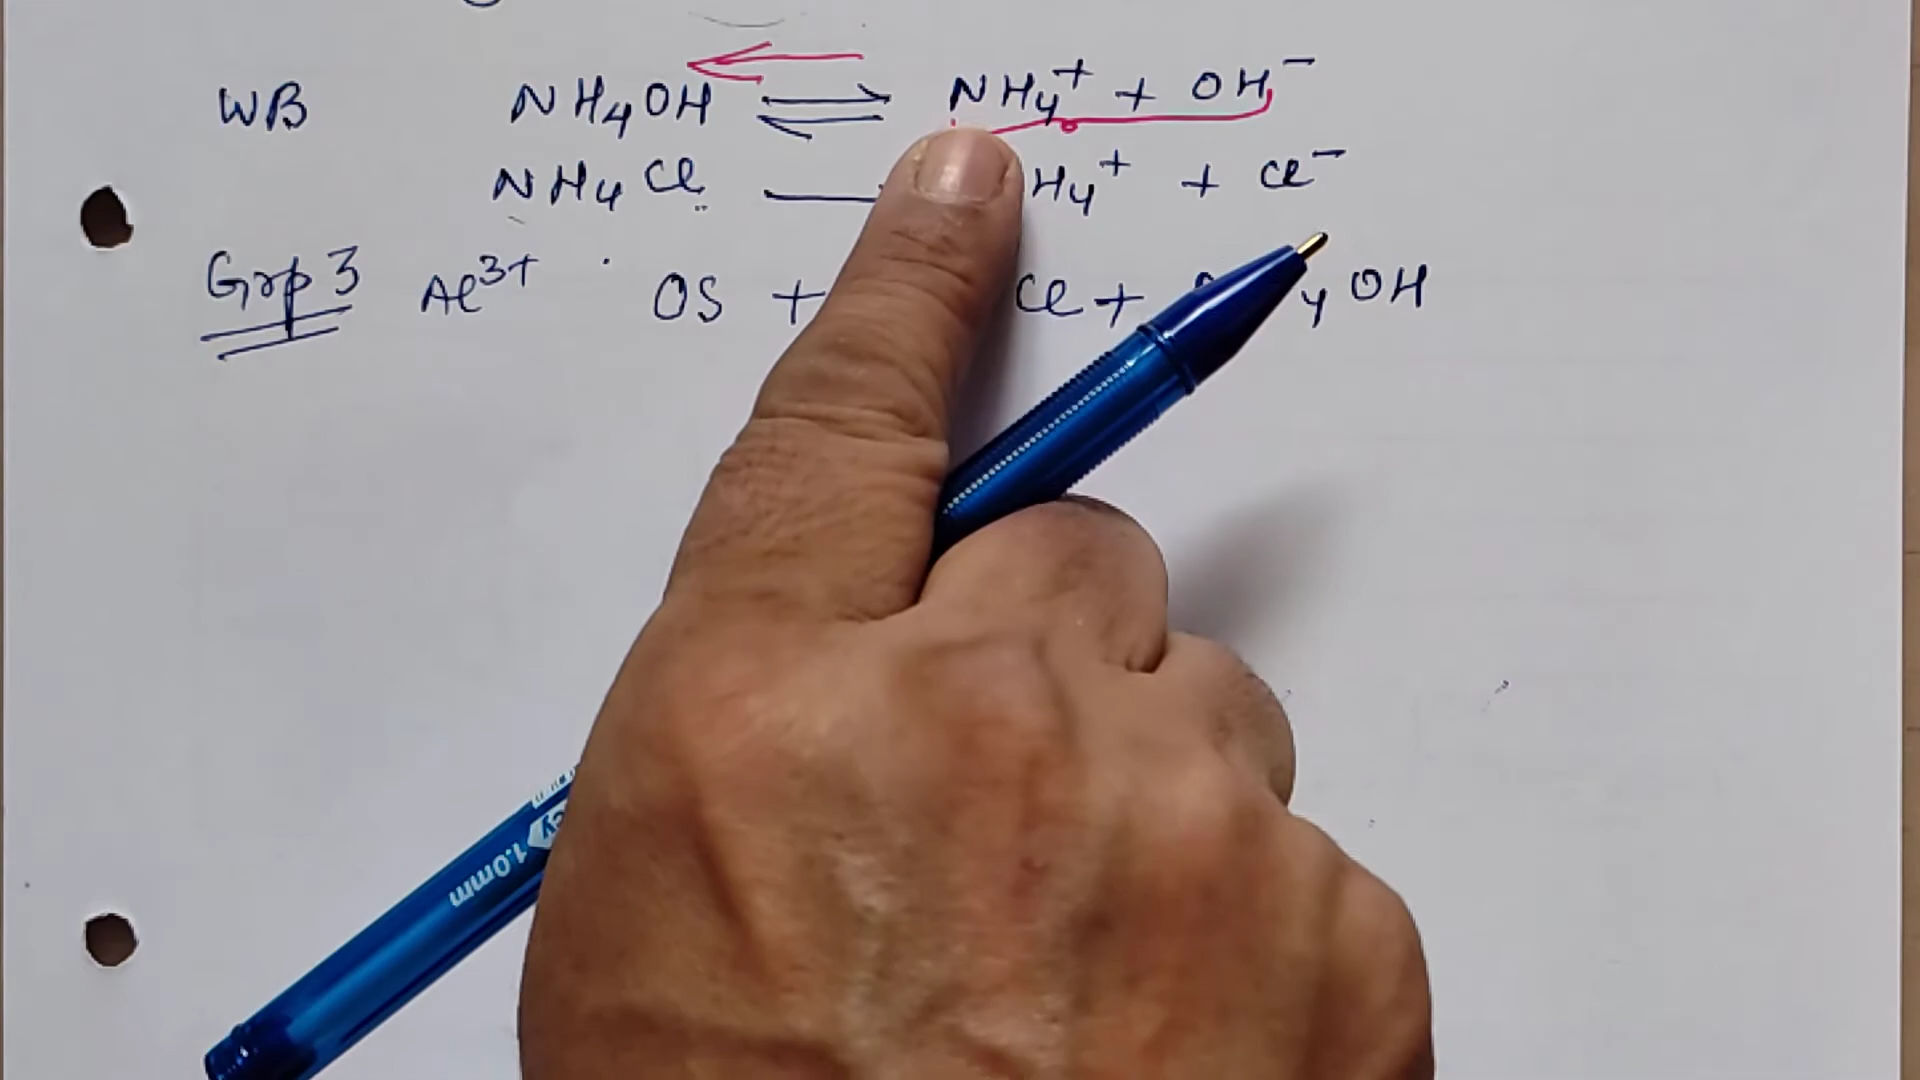 WB NH₄OH ⇌ NH₄⁺ + OH⁻
NH₄Cl H₄⁺ + Cl⁻
Grp 3 Al³⁺ OS + Cl + ₄OH
1.0mm